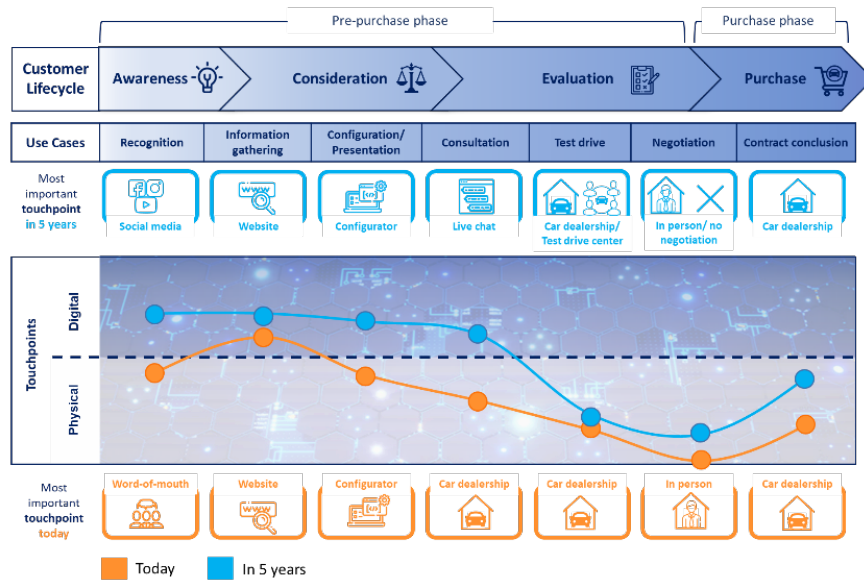 Pre-purchase phase
Purchase phase
Customer
Lifecycle
Awareness
Consideration
Evaluation
Purchase
Use Cases
Recognition
Information
gathering
Configuration/
Presentation
Consultation
Test drive
Negotiation
Contract conclusion
Most
important
touchpoint
in 5 years
Social media
www
Website
Configurator
Live chat
Car dealership/
Test drive center
In person/ no
negotiation
Car dealership
Touchpoints
Digital
Physical
Most
important
touchpoint
today
Word-of-mouth
Website
www
Configurator
Car dealership
Car dealership
In person
Car dealership
Today
In 5 years